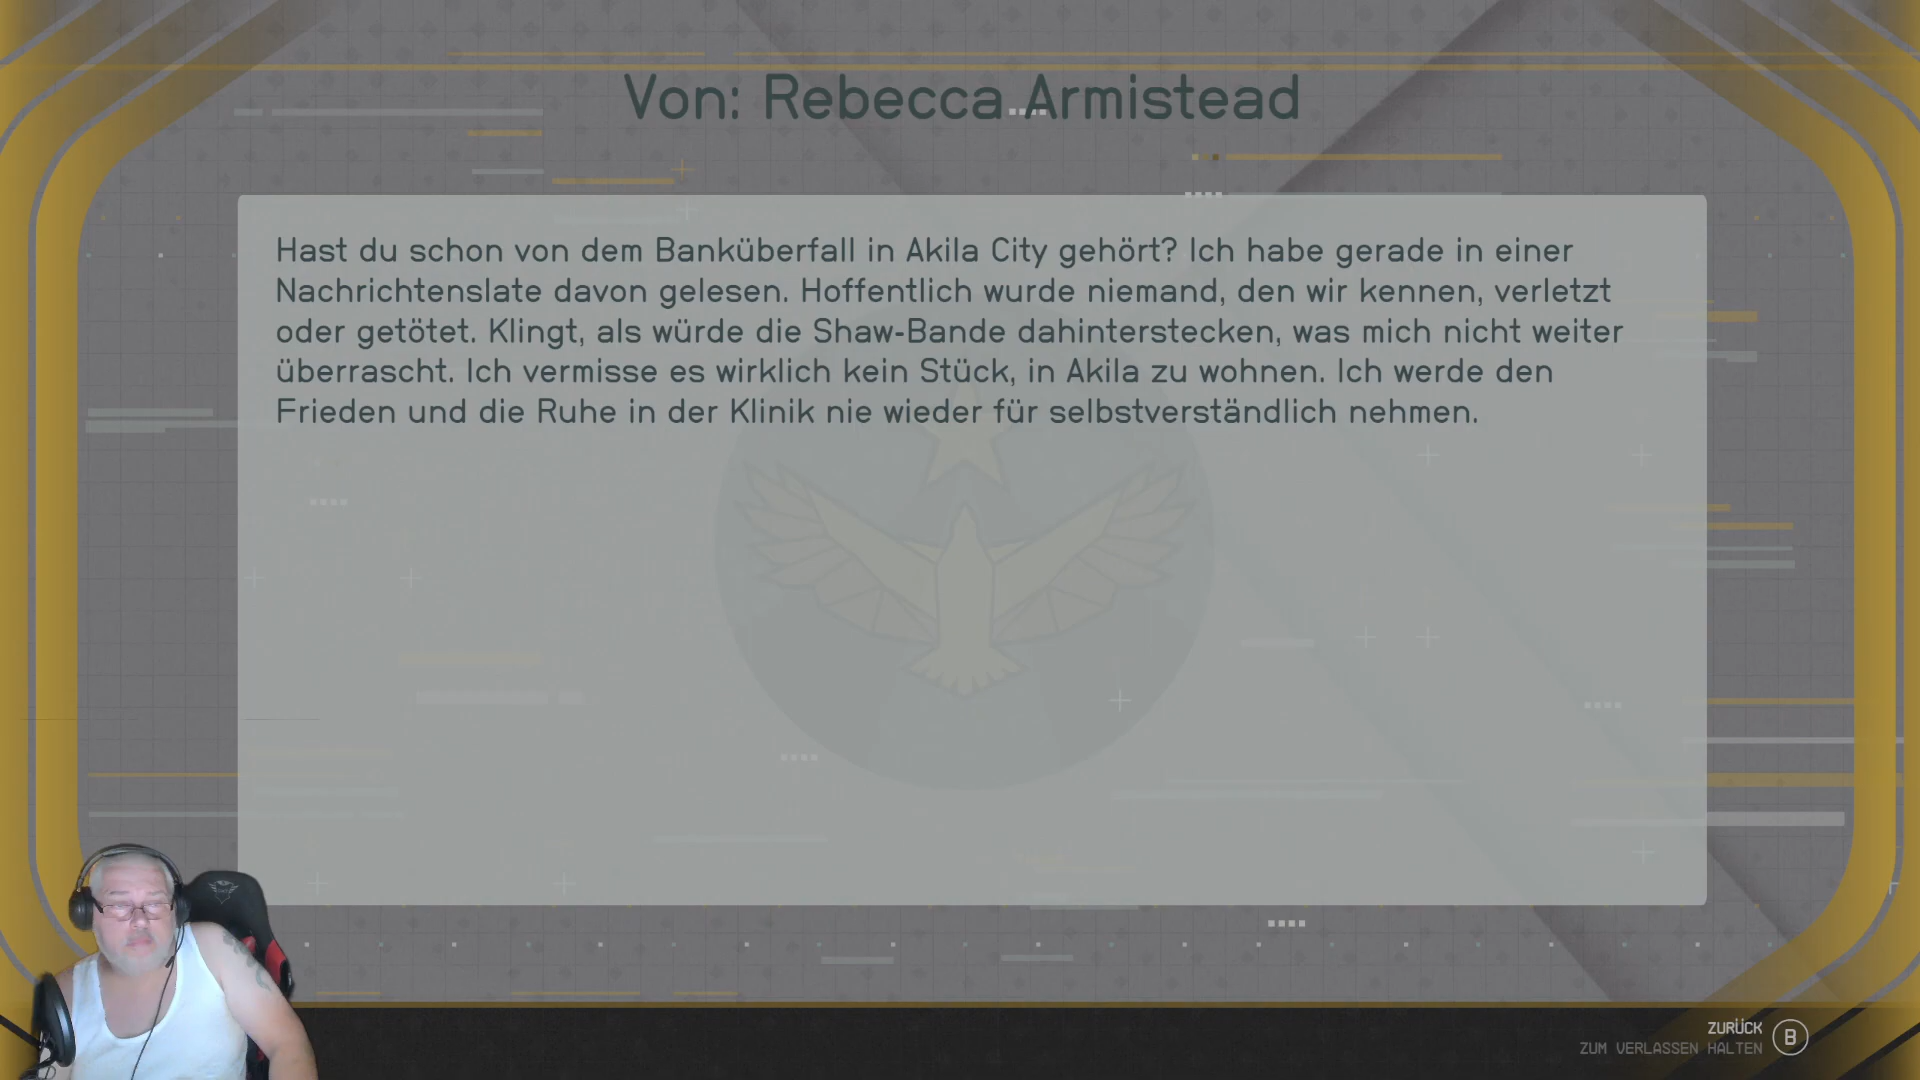 Von: Rebecca Armistead
Hast du schon von dem Banküberfall in Akila City gehört? Ich habe gerade in einer
Nachrichtenslate davon gelesen. Hoffentlich wurde niemand, den wir kennen, verletzt
oder getötet. Klingt, als würde die Shaw-Bande dahinterstecken, was mich nicht weiter
überrascht. Ich vermisse es wirklich kein Stück, in Akila zu wohnen. Ich werde den
Frieden und die Ruhe in der Klinik nie wieder für selbstverständlich nehmen.
ZURÜCK
ZUM VERLASSEN HALTEN
B